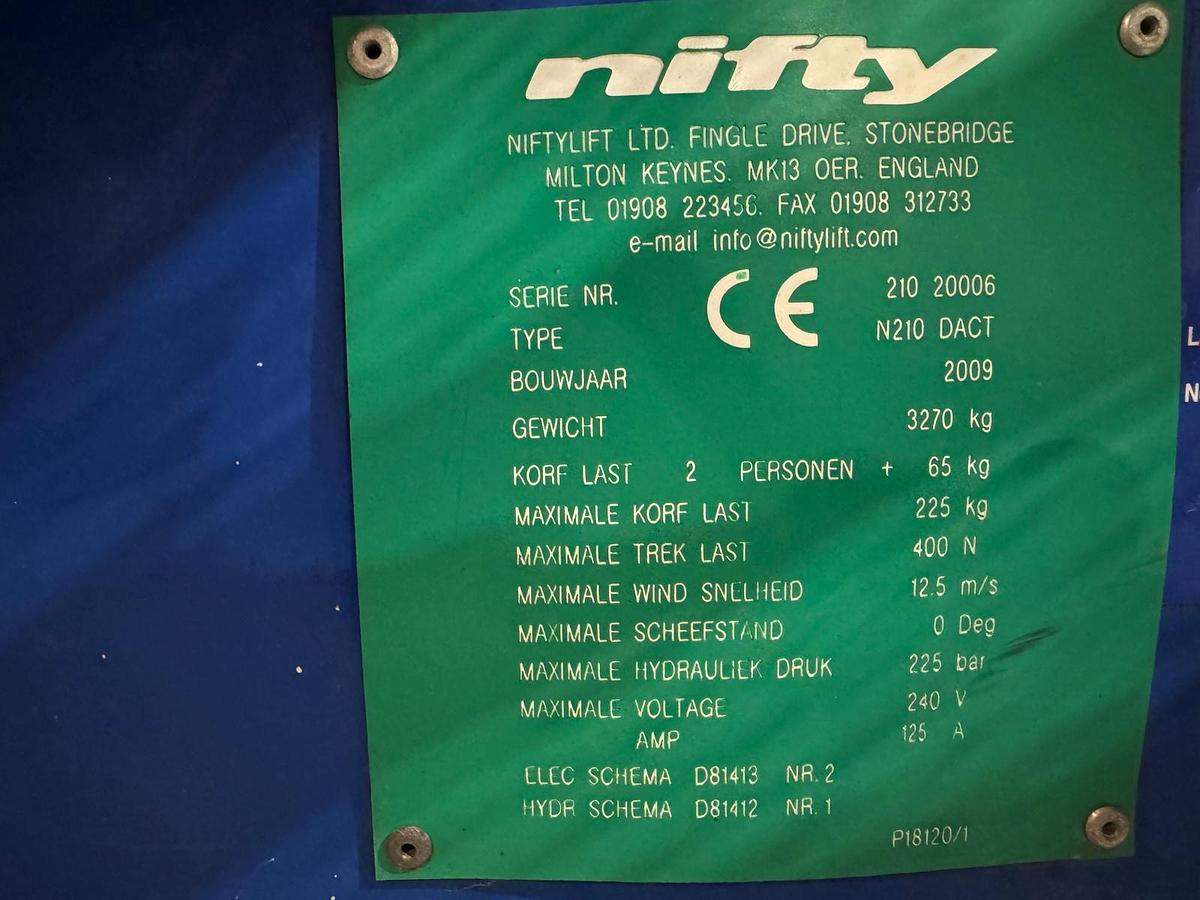 nifty
NIFTYLIFT LTD. FINGLE DRIVE. STONEBRIDGE
MILTON KEYNES. MK13 OER. ENGLAND
TEL 01908 223456. FAX 01908 312733
e-mail info@niftylift.com
CE
SERIE NR. 210 20006
TYPE N210 DACT
BOUWJAAR 2009
GEWICHT 3270 kg
KORF LAST 2 PERSONEN + 65 kg
MAXIMALE KORF LAST 225 kg
MAXIMALE TREK LAST 400 N
MAXIMALE WIND SNELHEID 12.5 m/s
MAXIMALE SCHEEFSTAND 0 Deg
MAXIMALE HYDRAULIEK DRUK 225 bar
MAXIMALE VOLTAGE 240 V
AMP 125 A
ELEC SCHEMA D81413 NR. 2
HYDR SCHEMA D81412 NR. 1
P18120/1